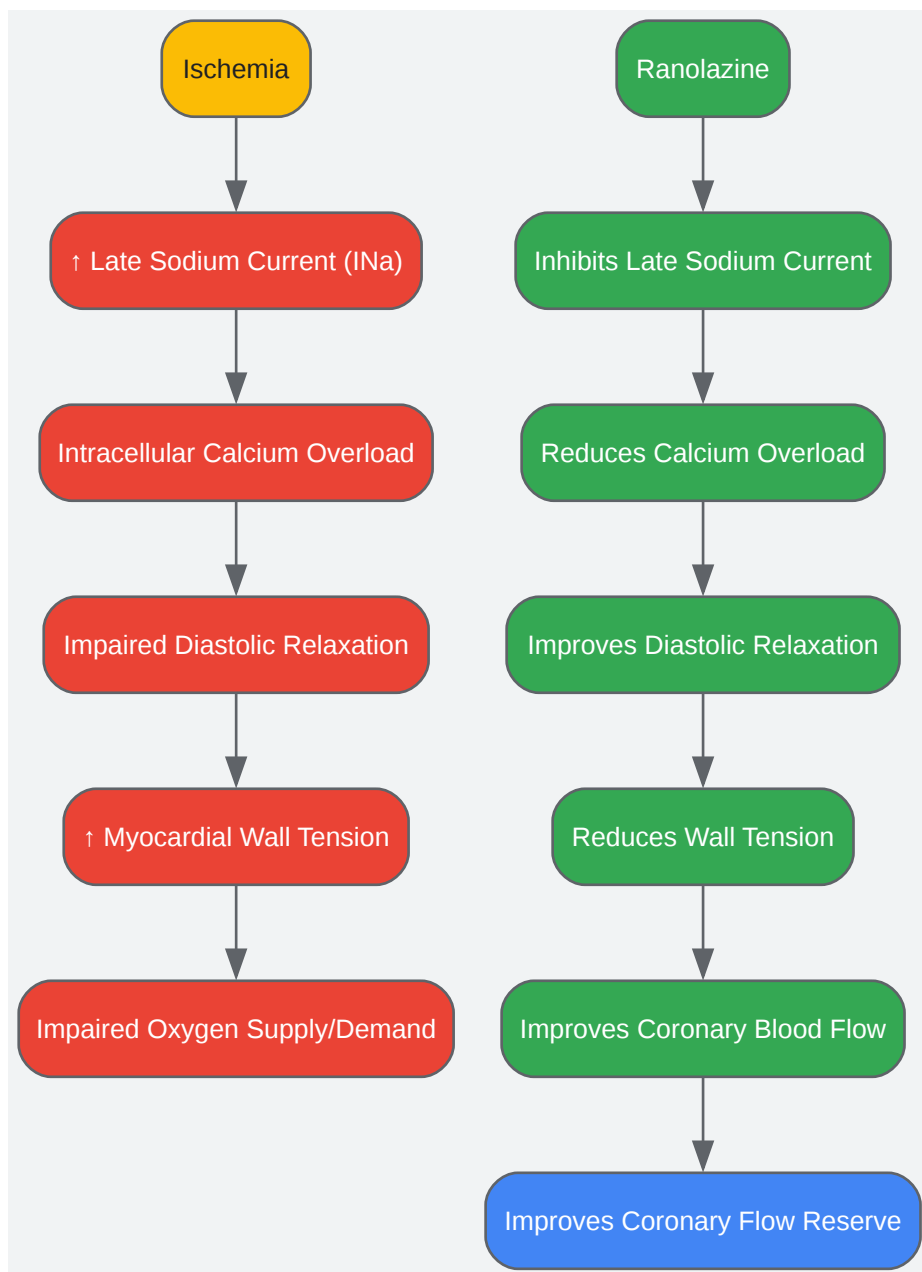 Ischemia
↑ Late Sodium Current (INa)
Intracellular Calcium Overload
Impaired Diastolic Relaxation
↑ Myocardial Wall Tension
Impaired Oxygen Supply/Demand
Ranolazine
Inhibits Late Sodium Current
Reduces Calcium Overload
Improves Diastolic Relaxation
Reduces Wall Tension
Improves Coronary Blood Flow
Improves Coronary Flow Reserve